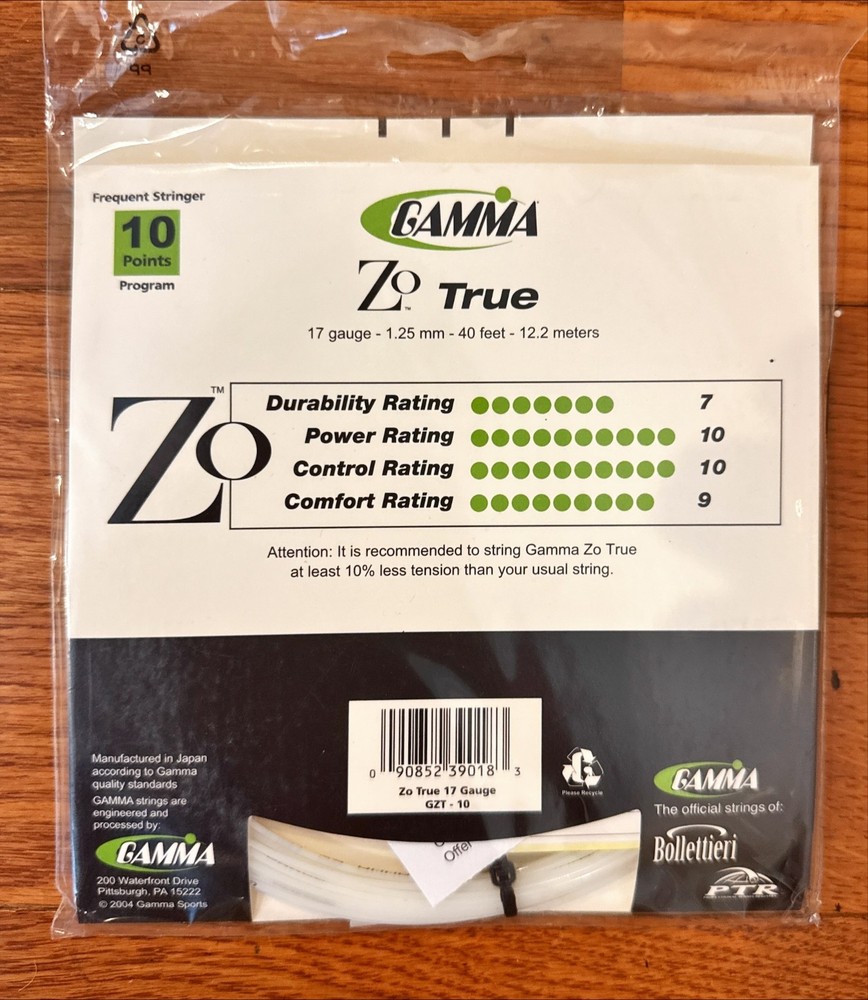 99
Frequent Stringer
10
Points
Program
GAMMA
Zo™ True
17 gauge - 1.25 mm - 40 feet - 12.2 meters
Zo™
Durability Rating 7
Power Rating 10
Control Rating 10
Comfort Rating 9
Attention: It is recommended to string Gamma Zo True
at least 10% less tension than your usual string.
Manufactured in Japan
according to Gamma
quality standards
GAMMA strings are
engineered and
processed by:
GAMMA
200 Waterfront Drive
Pittsburgh, PA 15222
© 2004 Gamma Sports
0 90852 39018 3
Zo True 17 Gauge
GZT - 10
Offer
Please Recycle
GAMMA
The official strings of:
Bollettieri
PTR